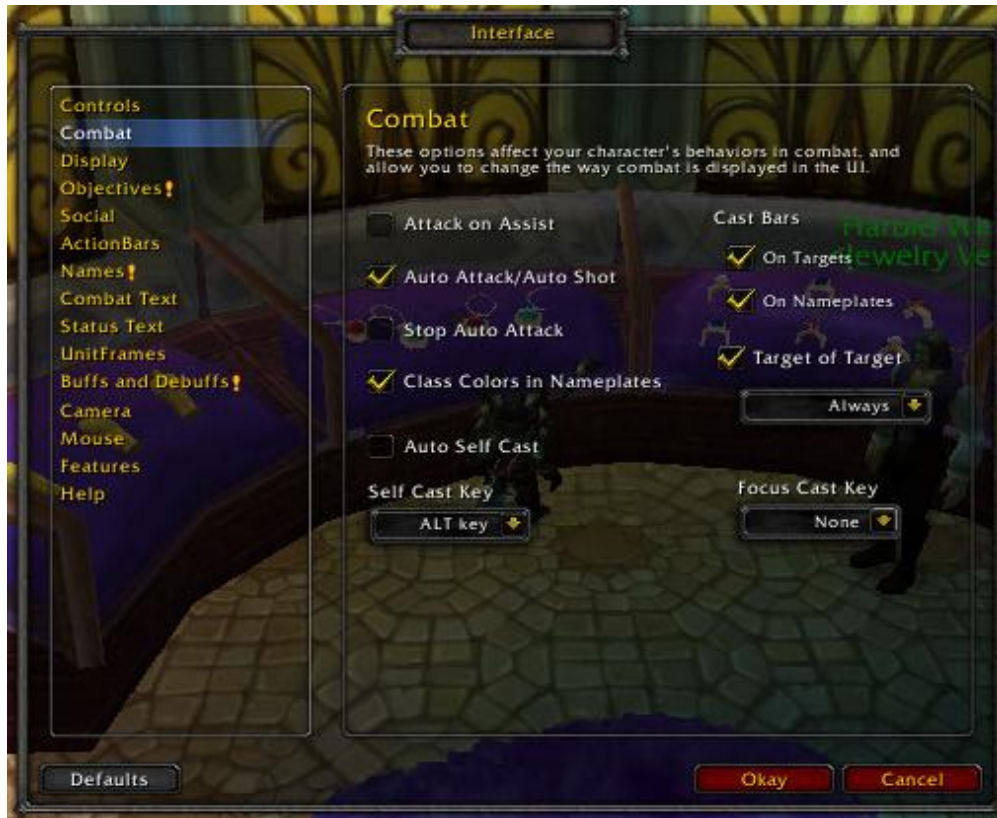 Interface
Controls
Combat
Display
Objectives!
Social
ActionBars
Names!
Combat Text
Status Text
UnitFrames
Buffs and Debuffs!
Camera
Mouse
Features
Help
Combat
These options affect your character's behaviors in combat, and
allow you to change the way combat is displayed in the UI.
Attack on Assist
Auto Attack/Auto Shot
Stop Auto Attack
Class Colors in Nameplates
Auto Self Cast
Self Cast Key
ALT key
Cast Bars
On Targets
On Nameplates
Target of Target
Always
Focus Cast Key
None
Jewelry
Defaults
Okay
Cancel